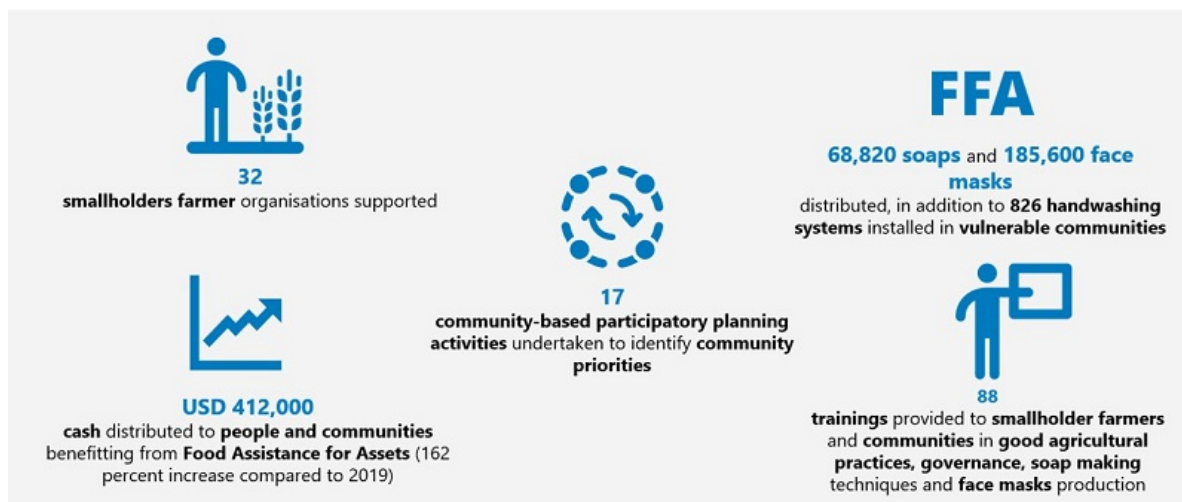 32
smallholders farmer organisations supported
USD 412,000
cash distributed to people and communities
benefitting from Food Assistance for Assets (162
percent increase compared to 2019)
17
community-based participatory planning
activities undertaken to identify community
priorities
FFA
68,820 soaps and 185,600 face
masks
distributed, in addition to 826 handwashing
systems installed in vulnerable communities
88
trainings provided to smallholder farmers
and communities in good agricultural
practices, governance, soap making
techniques and face masks production